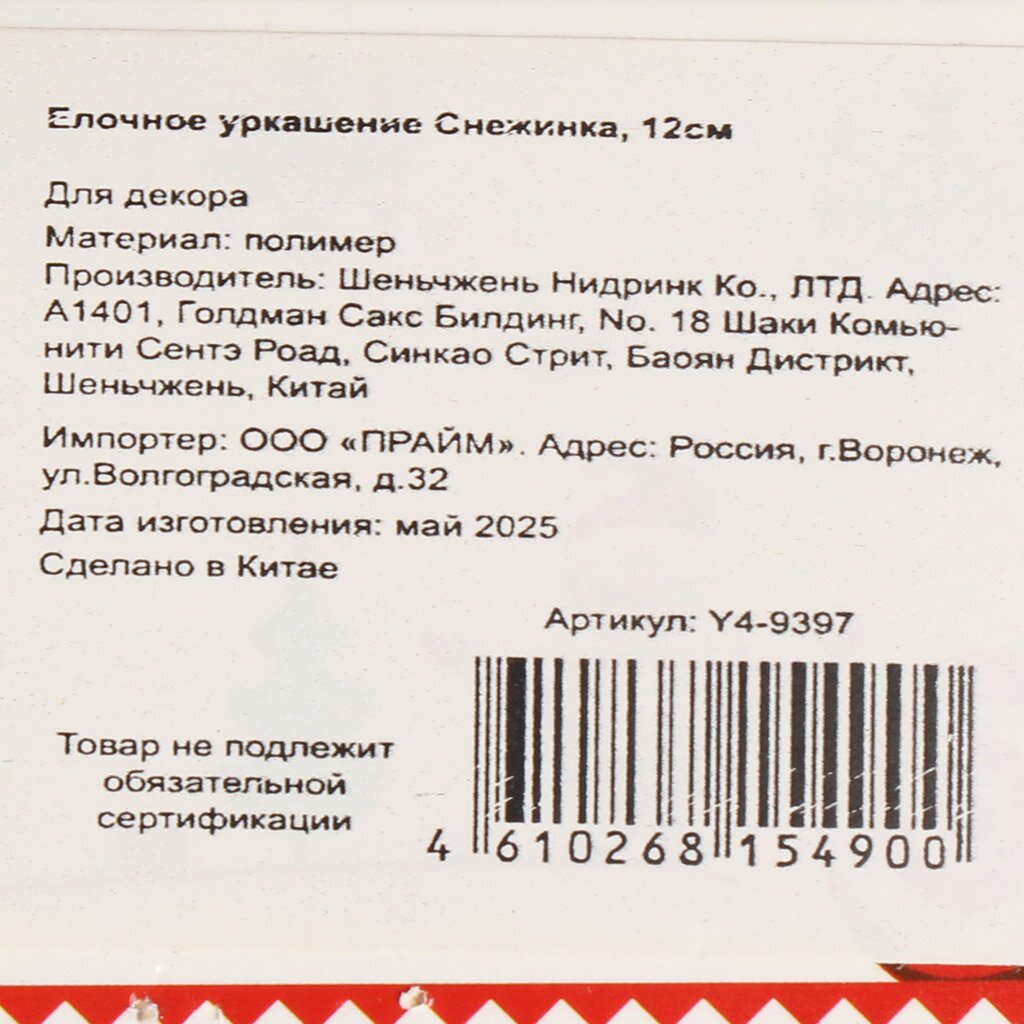 Елочное уркашение Снежинка, 12см
Для декора
Материал: полимер
Производитель: Шеньчжень Нидринк Ко., ЛТД. Адрес:
А1401, Голдман Сакс Билдинг, No. 18 Шаки Комью-
нити Сентэ Роад, Синкао Стрит, Баоян Дистрикт,
Шеньчжень, Китай
Импортер: ООО «ПРАЙМ». Адрес: Россия, г.Воронеж,
ул.Волгоградская, д.32
Дата изготовления: май 2025
Сделано в Китае
Артикул: Y4-9397
Товар не подлежит
обязательной
сертификации
4 610268 154900